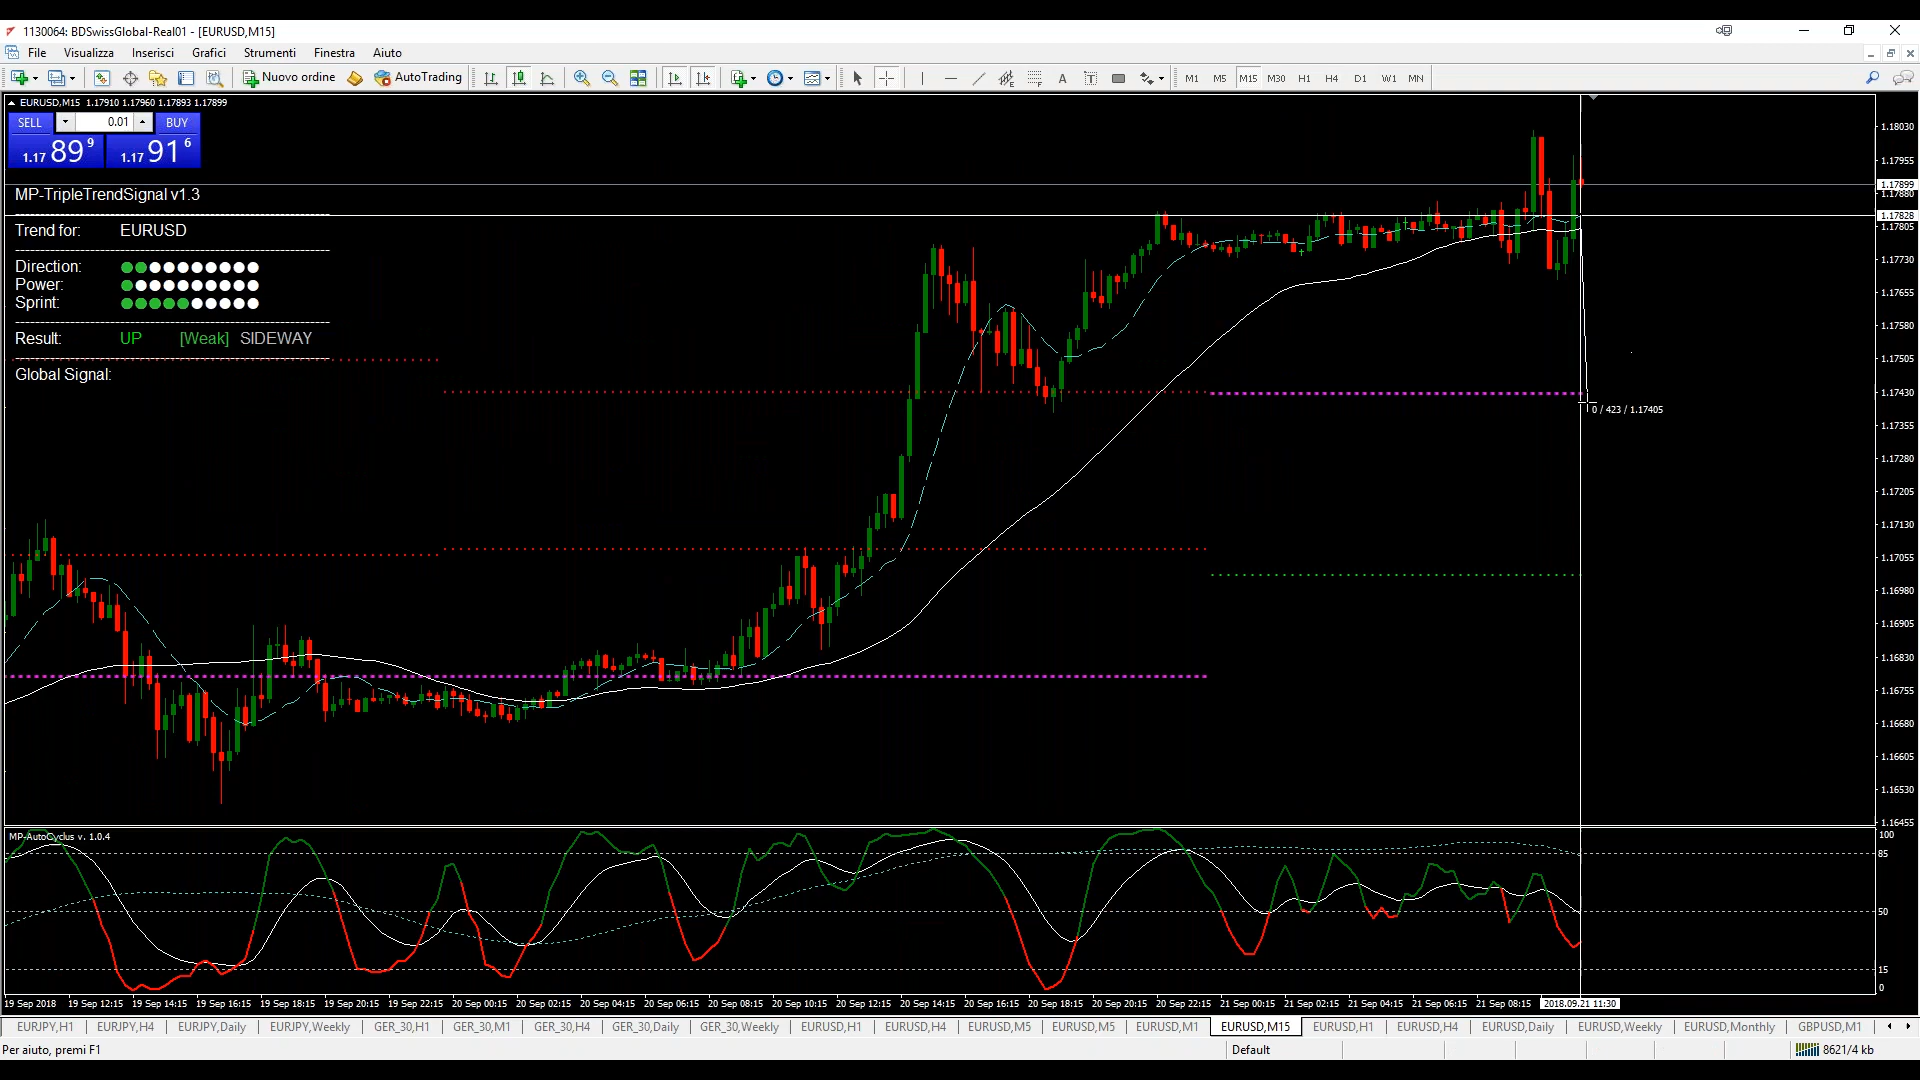 1130064: BDSwissGlobal-Real01 - [EURUSD,M15]
File Visualizza Inserisci Grafici Strumenti Finestra Aiuto
Nuovo ordine AutoTrading A T M1 M5 M15 M30 H1 H4 D1 W1 MN
EURUSD,M15 1.17910 1.17960 1.17893 1.17899
SELL 0.01 BUY
1.17 89 9 1.17 91 6
MP-TripleTrendSignal v1.3
Trend for: EURUSD
Direction:
Power:
Sprint:
Result: UP [Weak] SIDEWAY
Global Signal:
0 / 423 / 1.17405
1.18030
1.17955
1.17899
1.17880
1.17828
1.17805
1.17730
1.17655
1.17580
1.17505
1.17430
1.17355
1.17280
1.17205
1.17130
1.17055
1.16980
1.16905
1.16830
1.16755
1.16680
1.16605
1.16530
1.16455
MP-AutoCyclus v. 1.0.4
100
85
50
15
0
19 Sep 2018 19 Sep 12:15 19 Sep 14:15 19 Sep 16:15 19 Sep 18:15 19 Sep 20:15 19 Sep 22:15 20 Sep 00:15 20 Sep 02:15 20 Sep 04:15 20 Sep 06:15 20 Sep 08:15 20 Sep 10:15 20 Sep 12:15 20 Sep 14:15 20 Sep 16:15 20 Sep 18:15 20 Sep 20:15 20 Sep 22:15 21 Sep 00:15 21 Sep 02:15 21 Sep 04:15 21 Sep 06:15 21 Sep 08:15 2018.09.21 11:30
EURJPY,H1 EURJPY,H4 EURJPY,Daily EURJPY,Weekly GER_30,H1 GER_30,M1 GER_30,H4 GER_30,Daily GER_30,Weekly EURUSD,H1 EURUSD,H4 EURUSD,M5 EURUSD,M5 EURUSD,M1 EURUSD,M15 EURUSD,H1 EURUSD,H4 EURUSD,Daily EURUSD,Weekly EURUSD,Monthly GBPUSD,M1
Per aiuto, premi F1 Default 8621/4 kb